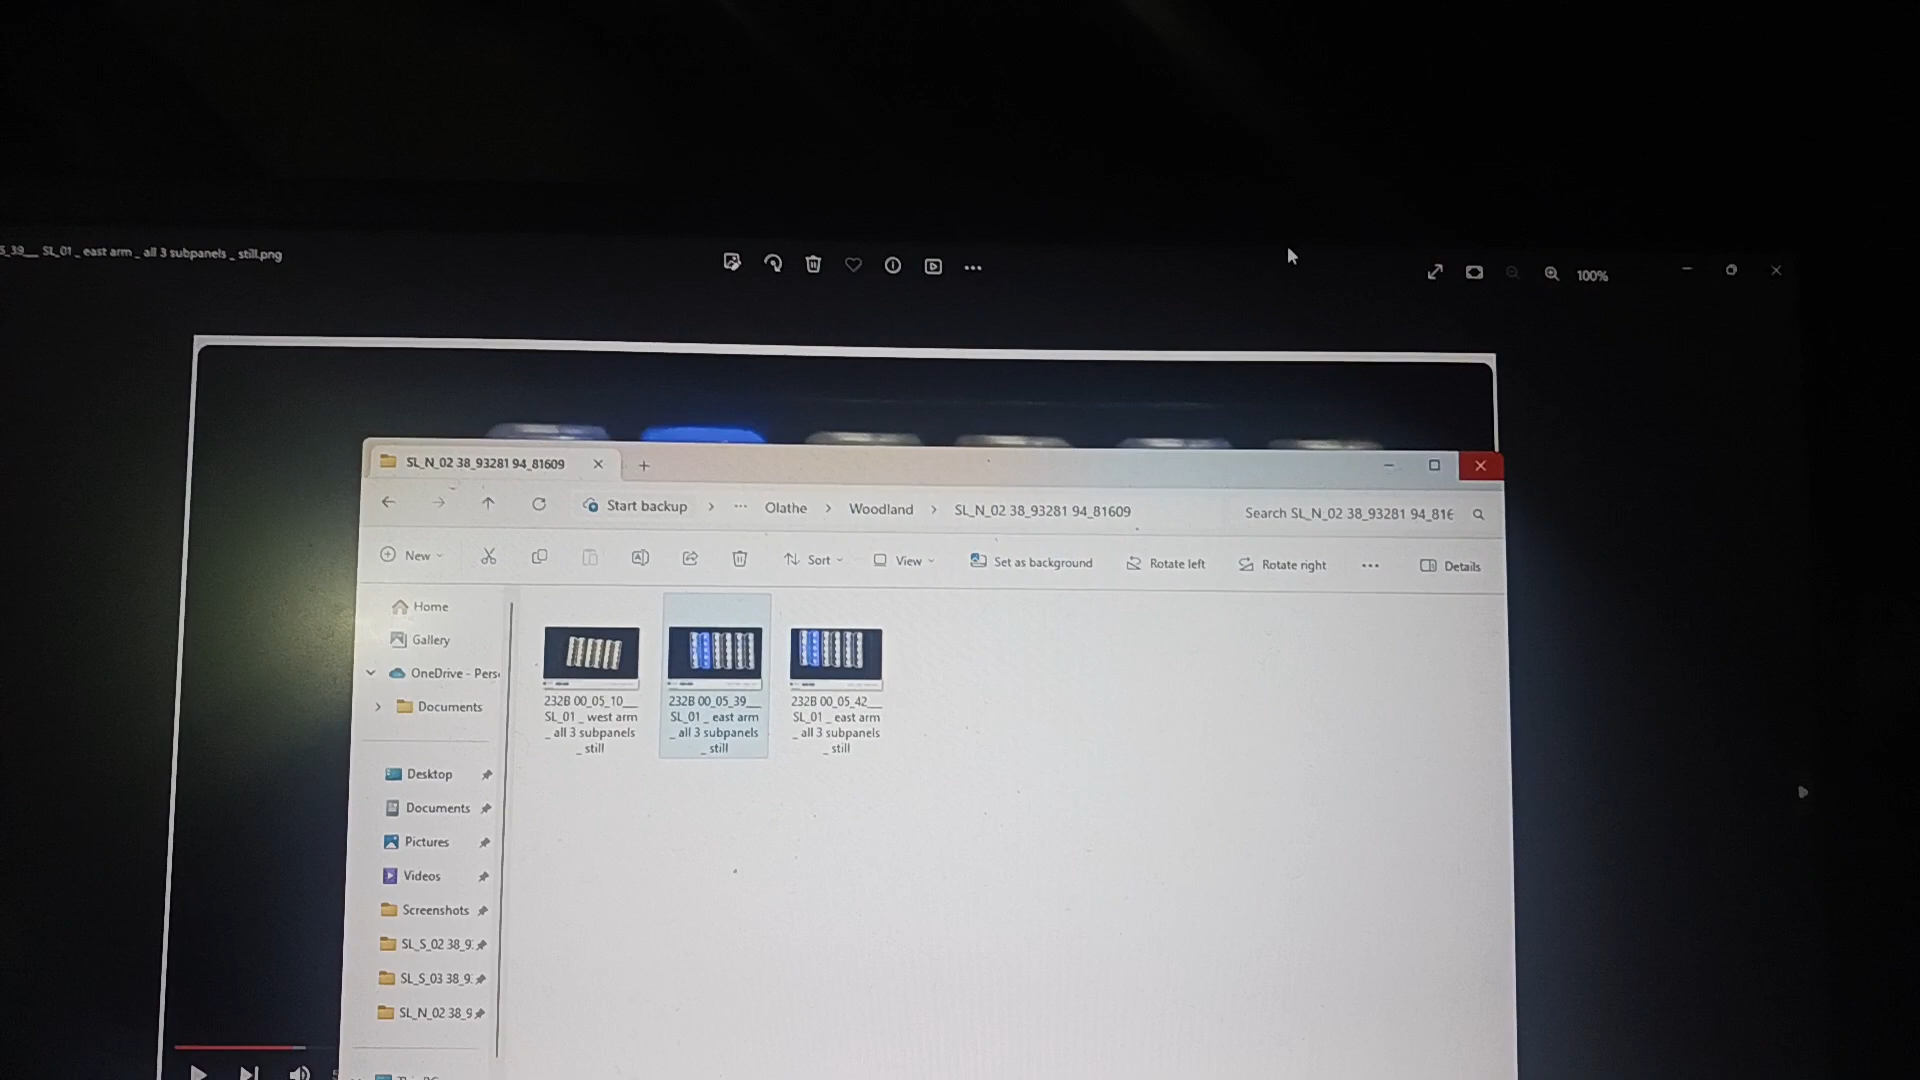 5_39__ SL_01 _ east arm _ all 3 subpanels _ still.png
100%
SL_N_02 38_93281 94_81609
Start backup > ... Olathe > Woodland > SL_N_02 38_93281 94_81609
Search SL_N_02 38_93281 94_816
New
Sort
View
Set as background
Rotate left
Rotate right
Details
Home
Gallery
OneDrive - Pers
Documents
Desktop
Documents
Pictures
Videos
Screenshots
SL_S_02 38_9
SL_S_03 38_9
SL_N_02 38_9
232B 00_05_10__
SL_01 _ west arm
_ all 3 subpanels
_ still
232B 00_05_39__
SL_01 _ east arm
_ all 3 subpanels
_ still
232B 00_05_42__
SL_01 _ east arm
_ all 3 subpanels
_ still